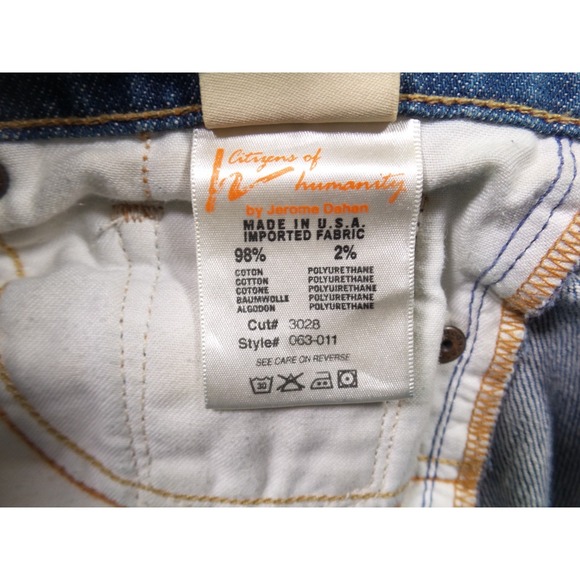 Citizens of
humanity
by Jerome Dahan
MADE IN U.S.A.
IMPORTED FABRIC
98% 2%
COTON POLYURETHANE
COTTON POLYURETHANE
COTONE POLYURETHANE
BAUMWOLLE POLYURETHANE
ALGODON POLYURETHANE
Cut# 3028
Style# 063-011
SEE CARE ON REVERSE
30